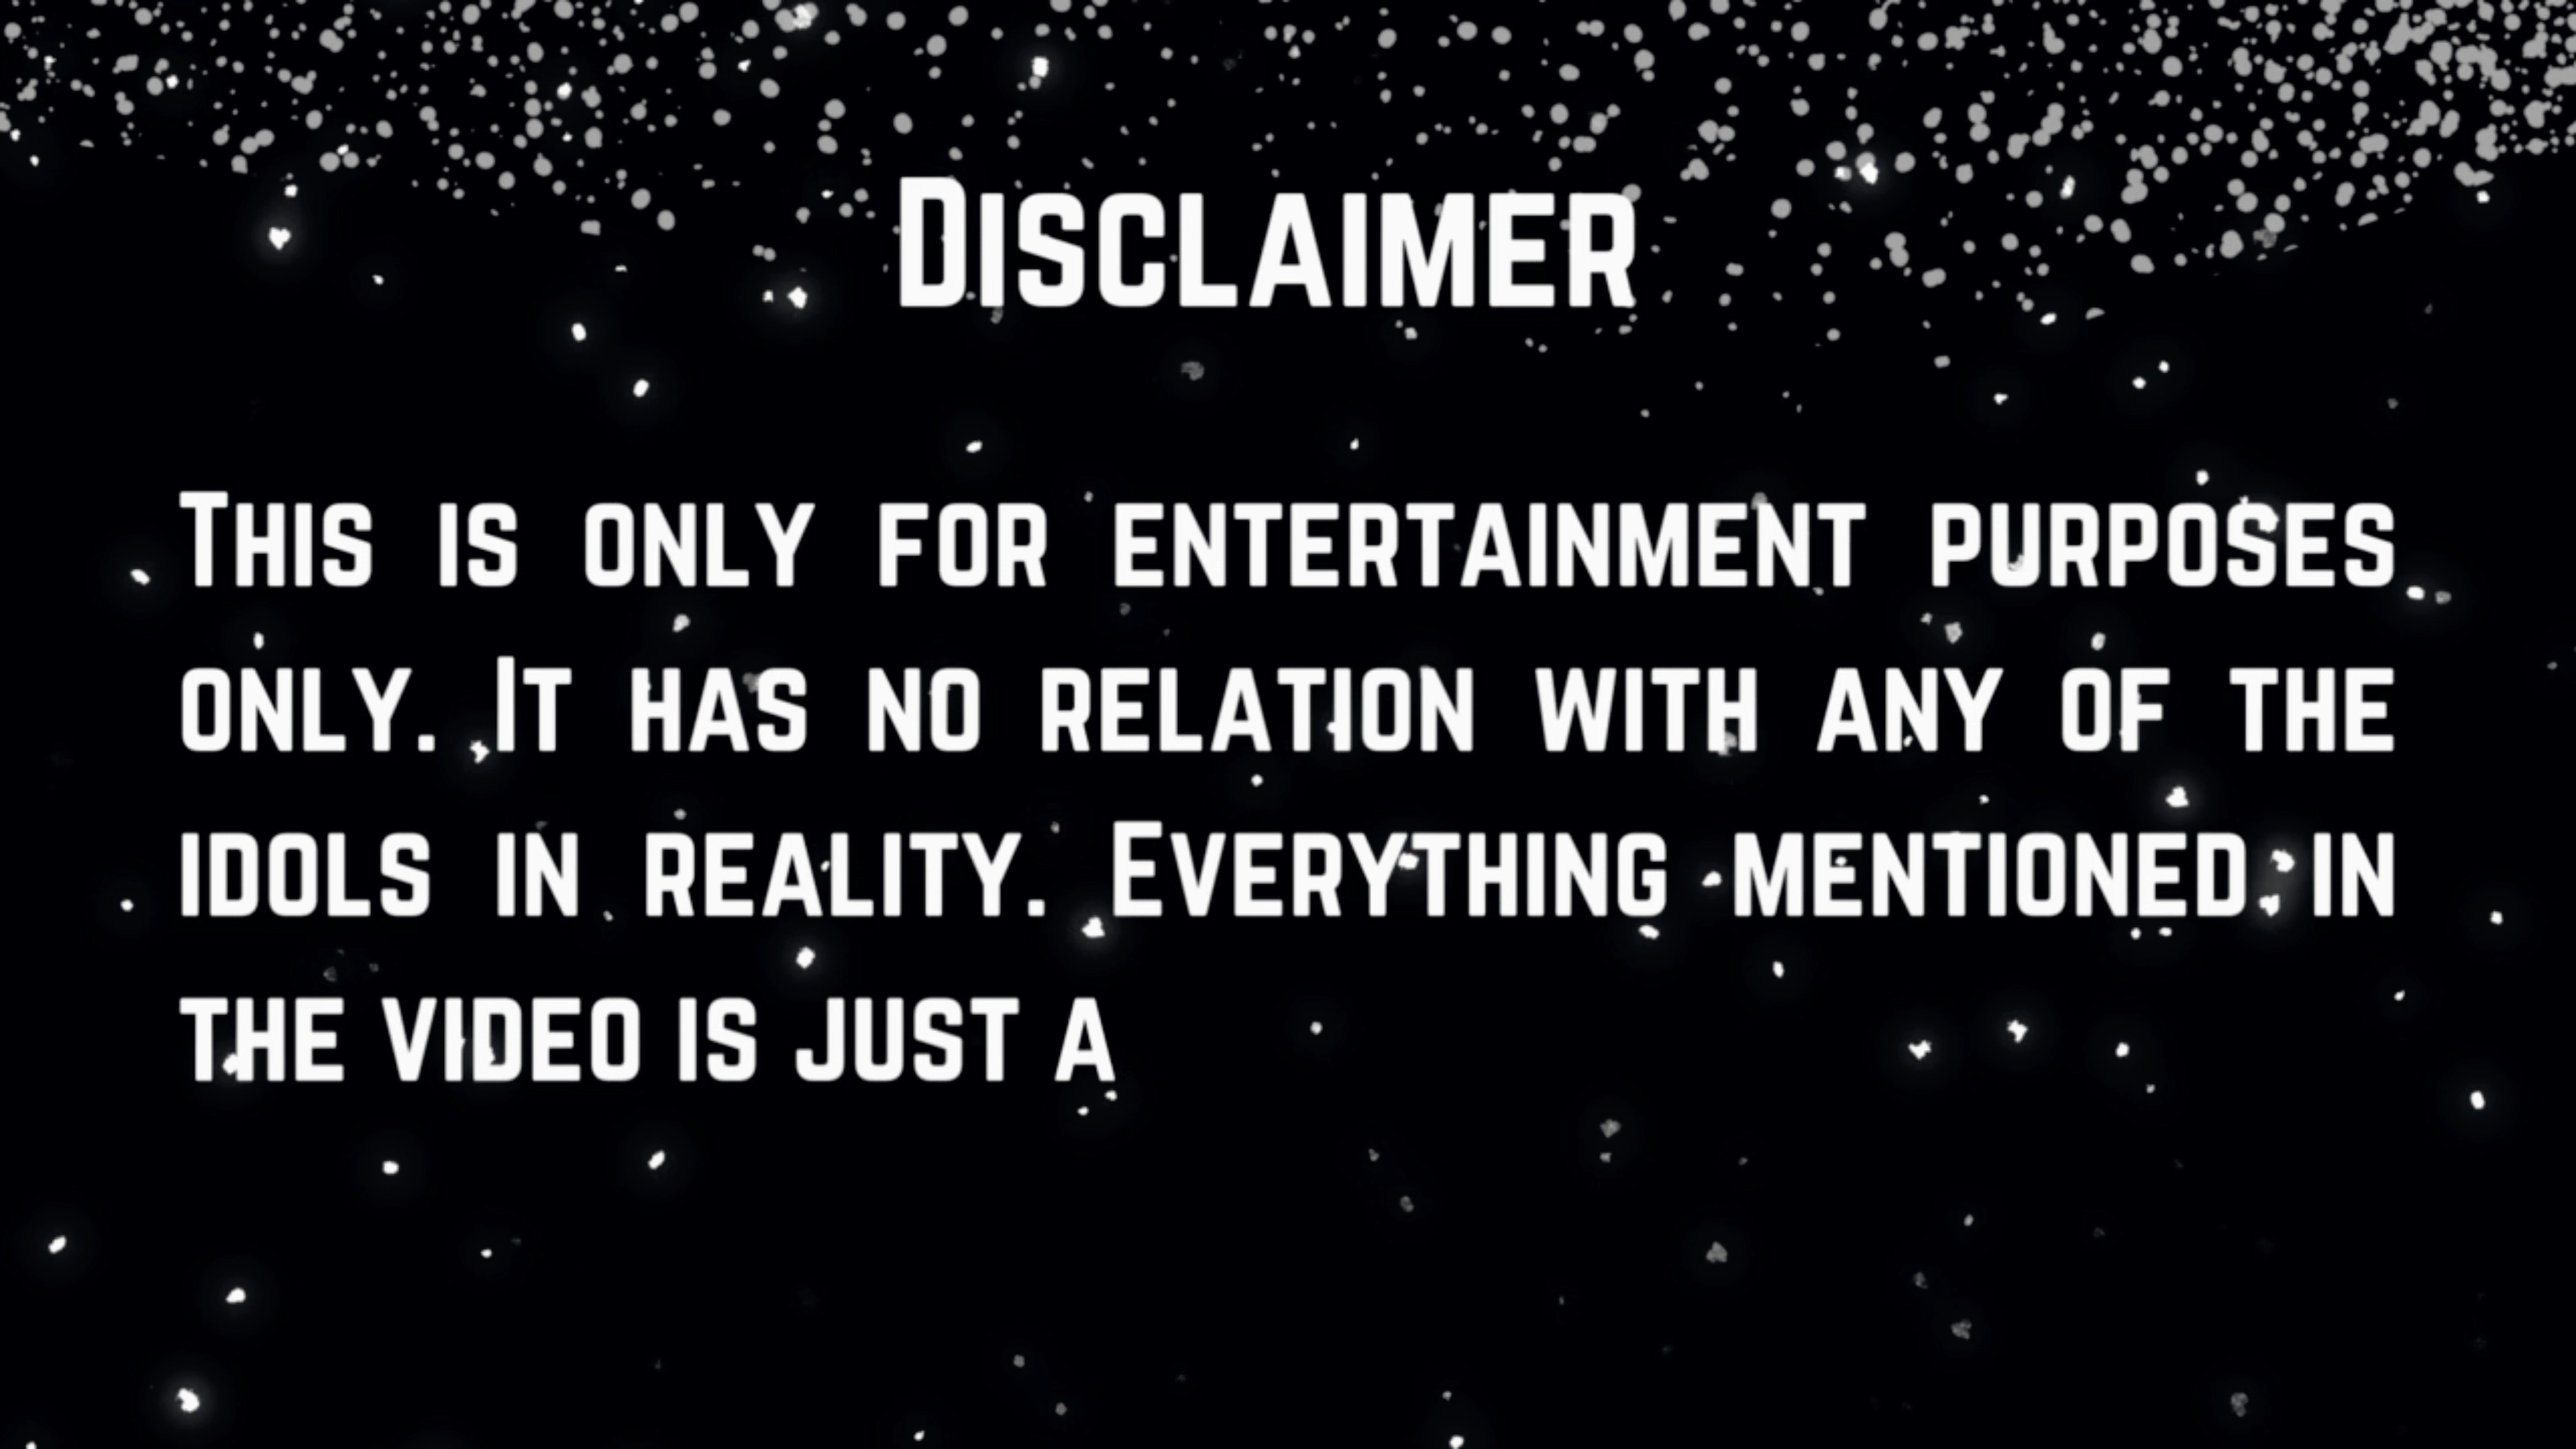 Disclaimer
This is only for entertainment purposes
only. It has no relation with any of the
idols in reality. Everything mentioned in
the video is just a